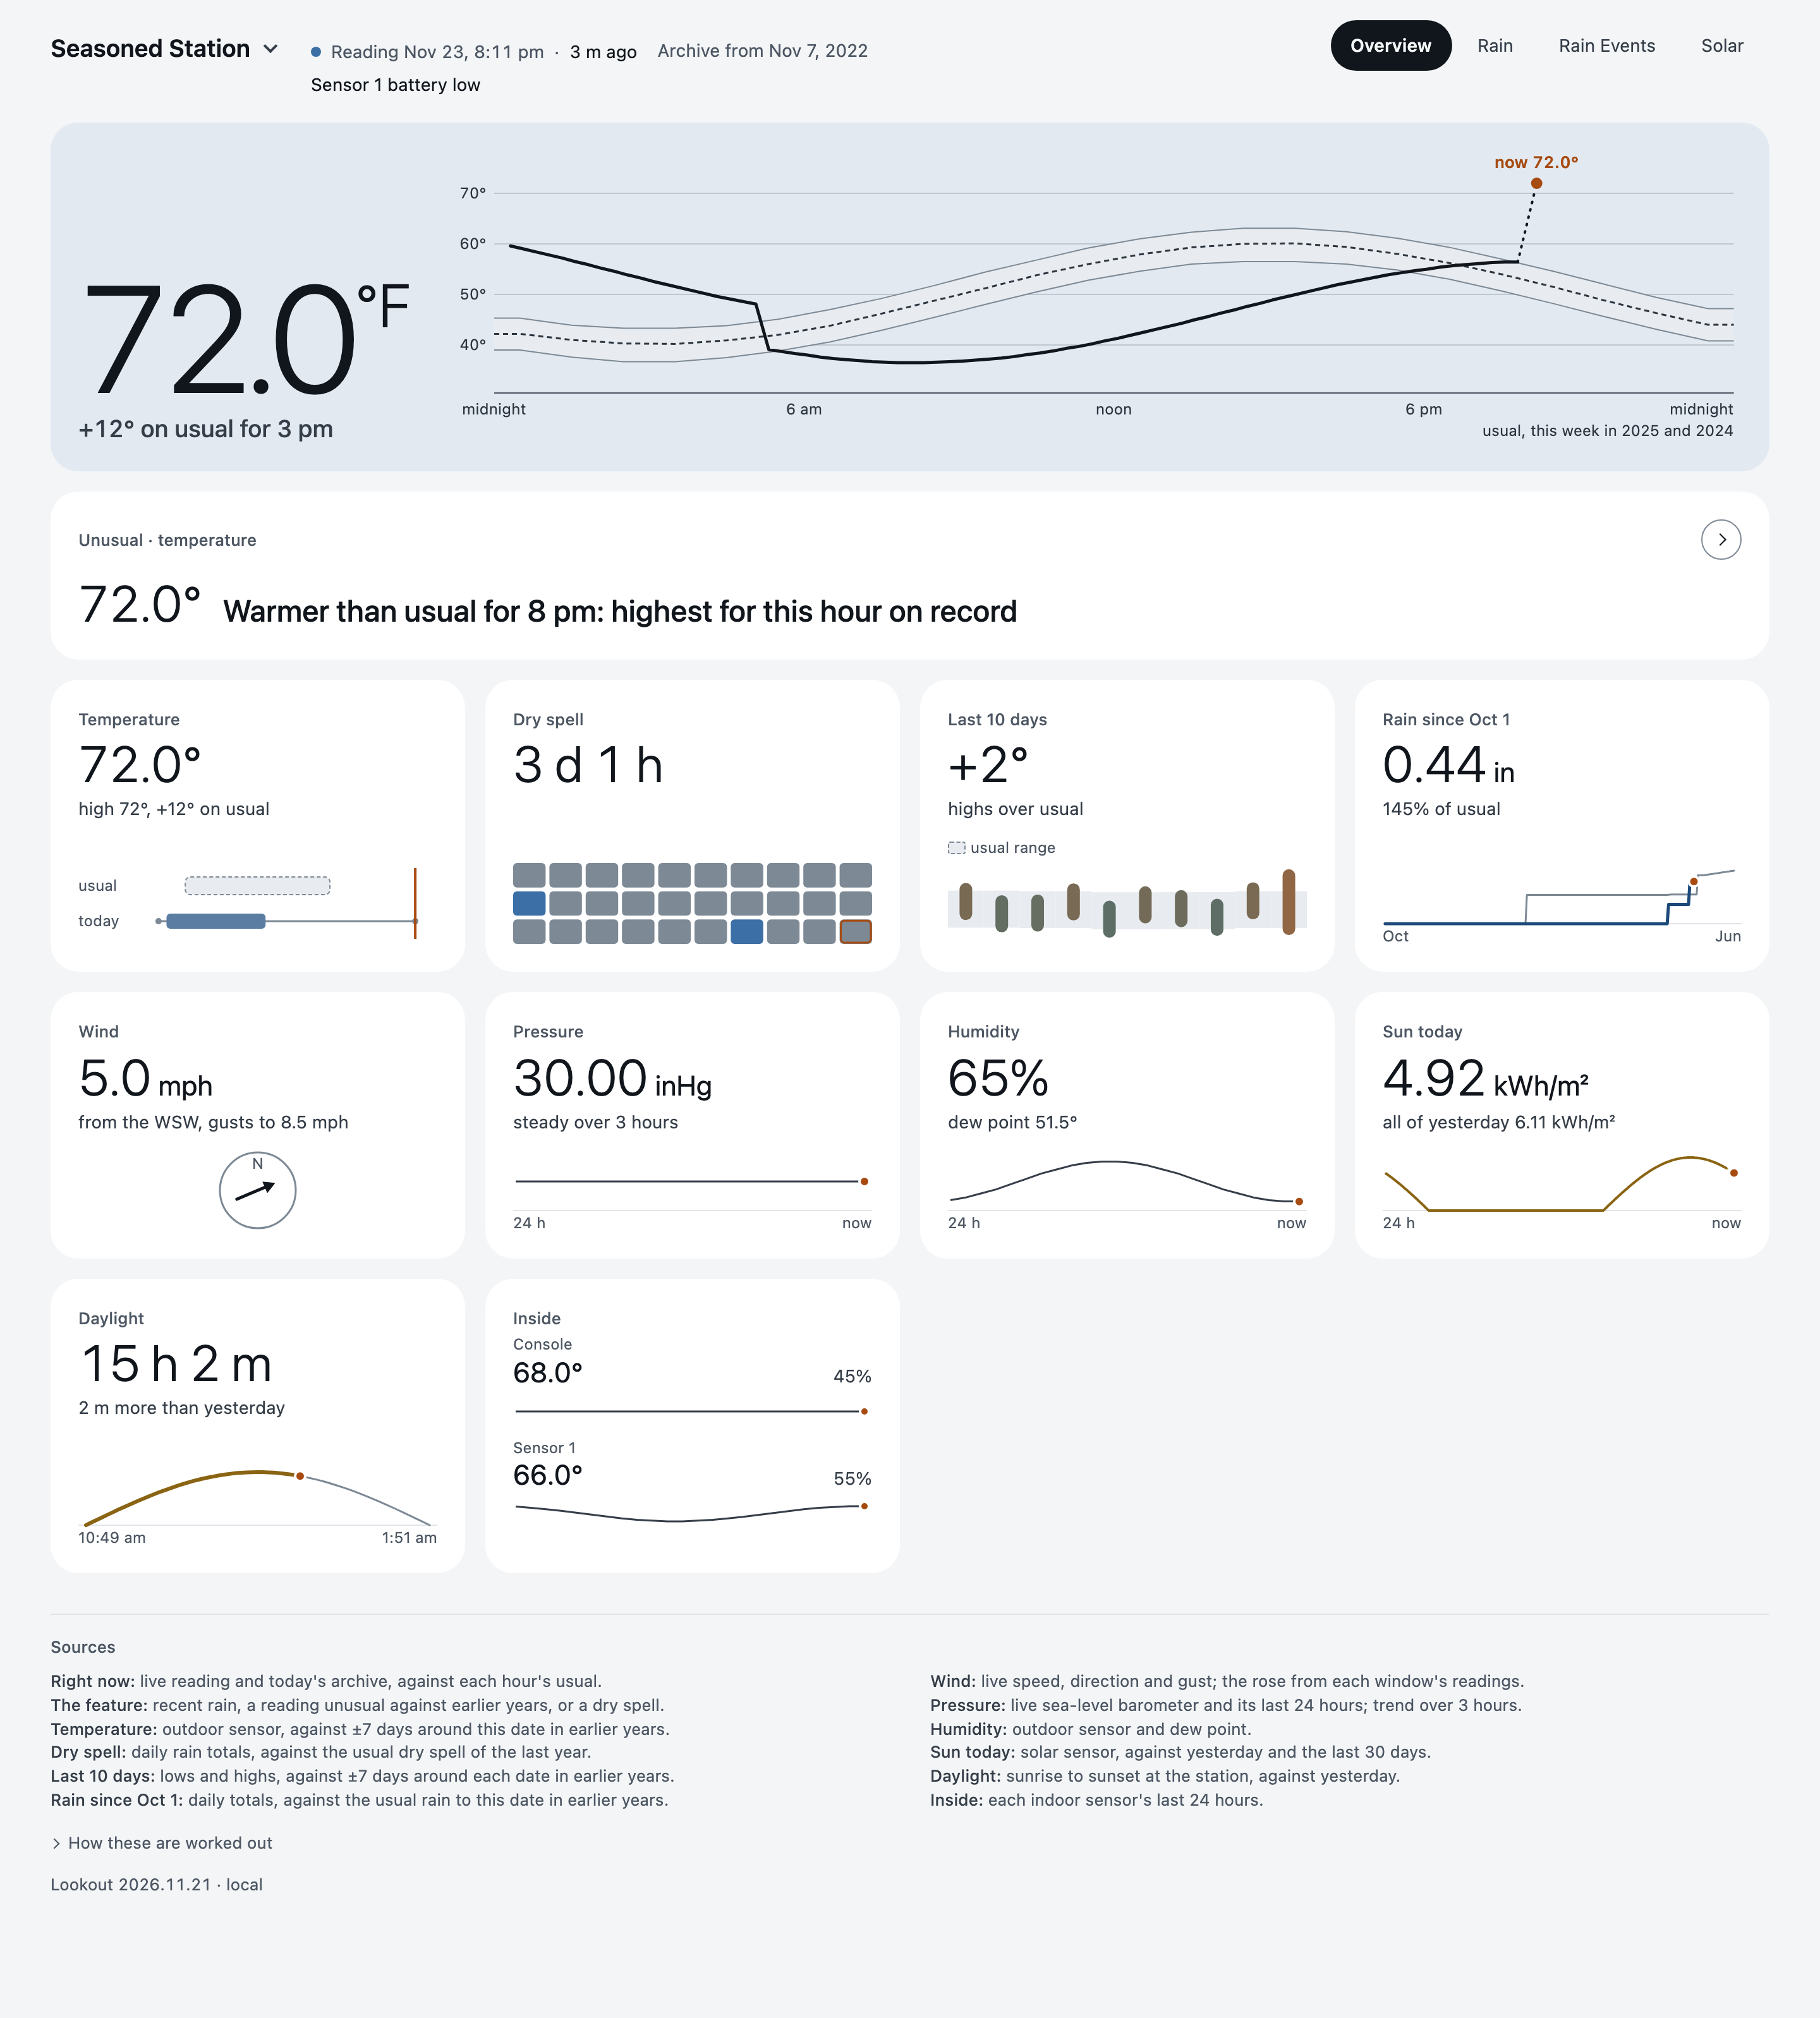 Seasoned Station
Reading Nov 23, 8:11 pm · 3 m ago Archive from Nov 7, 2022
Sensor 1 battery low
Overview Rain Rain Events Solar
72.0°F
+12° on usual for 3 pm
now 72.0°
70°
60°
50°
40°
midnight 6 am noon 6 pm midnight
usual, this week in 2025 and 2024
Unusual · temperature
72.0° Warmer than usual for 8 pm: highest for this hour on record
Temperature
72.0°
high 72°, +12° on usual
usual
today
Dry spell
3 d 1 h
Last 10 days
+2°
highs over usual
usual range
Rain since Oct 1
0.44 in
145% of usual
Oct Jun
Wind
5.0 mph
from the WSW, gusts to 8.5 mph
N
Pressure
30.00 inHg
steady over 3 hours
24 h now
Humidity
65%
dew point 51.5°
24 h now
Sun today
4.92 kWh/m²
all of yesterday 6.11 kWh/m²
24 h now
Daylight
15 h 2 m
2 m more than yesterday
10:49 am 1:51 am
Inside
Console
68.0° 45%
Sensor 1
66.0° 55%
Sources
Right now: live reading and today's archive, against each hour's usual.
The feature: recent rain, a reading unusual against earlier years, or a dry spell.
Temperature: outdoor sensor, against ±7 days around this date in earlier years.
Dry spell: daily rain totals, against the usual dry spell of the last year.
Last 10 days: lows and highs, against ±7 days around each date in earlier years.
Rain since Oct 1: daily totals, against the usual rain to this date in earlier years.
Wind: live speed, direction and gust; the rose from each window's readings.
Pressure: live sea-level barometer and its last 24 hours; trend over 3 hours.
Humidity: outdoor sensor and dew point.
Sun today: solar sensor, against yesterday and the last 30 days.
Daylight: sunrise to sunset at the station, against yesterday.
Inside: each indoor sensor's last 24 hours.
How these are worked out
Lookout 2026.11.21 · local